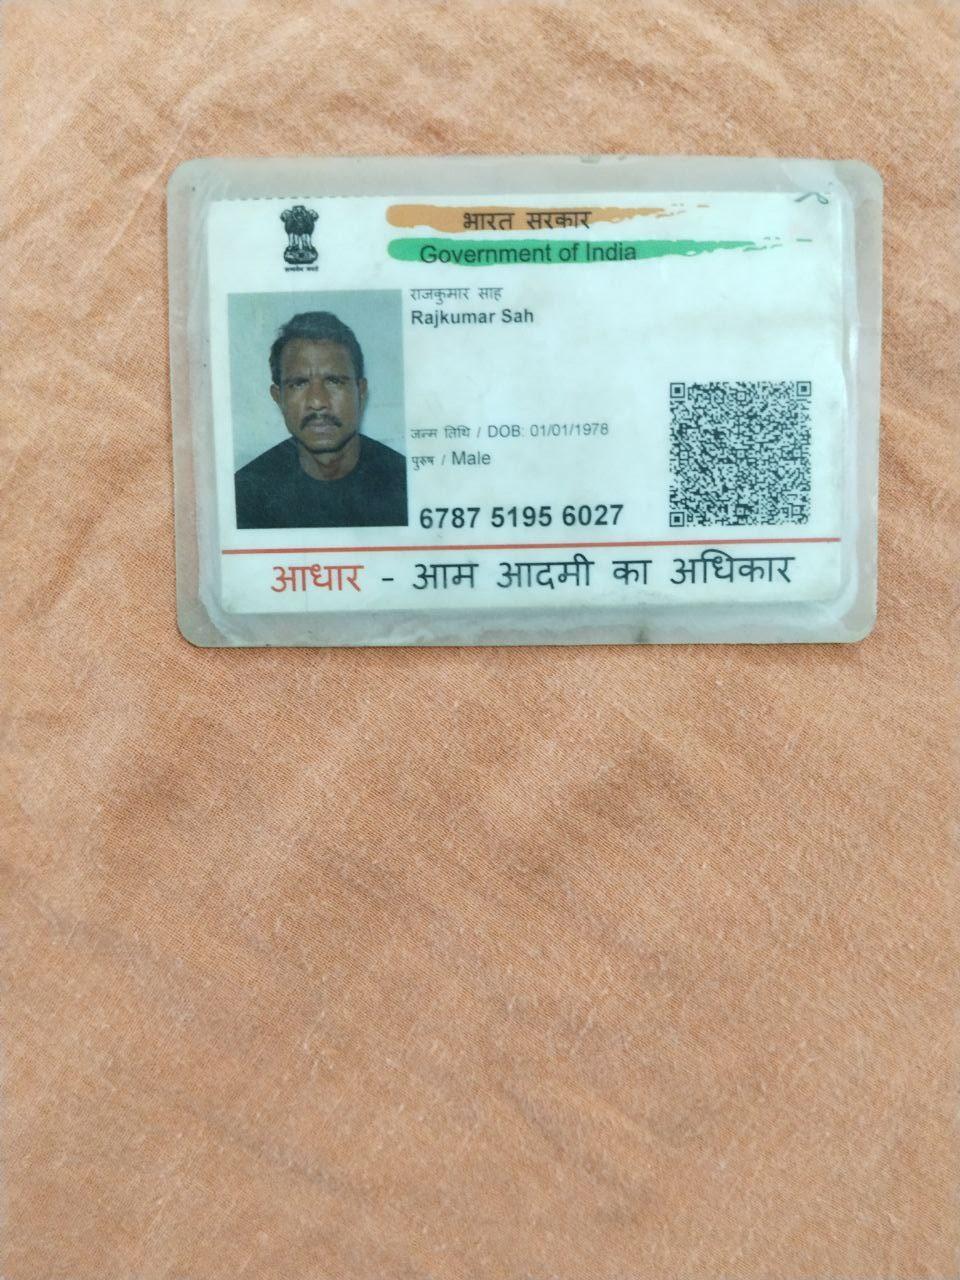 भारत सरकार
Government of India
राजकुमार साह
Rajkumar Sah
जन्म तिथि / DOB: 01/01/1978
पुरुष / Male
6787 5195 6027
आधार - आम आदमी का अधिकार
सत्यमेव जयते